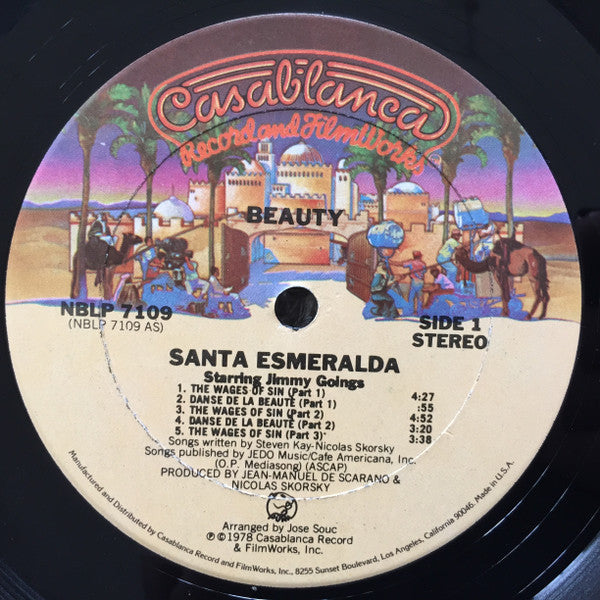 Casablanca
Record and FilmWorks
BEAUTY
NBLP 7109
(NBLP 7109 AS)
SIDE 1
STEREO
SANTA ESMERALDA
Starring Jimmy Goings
1. THE WAGES OF SIN (Part 1) 4:27
2. DANSE DE LA BEAUTÉ (Part 1) :55
3. THE WAGES OF SIN (Part 2) 4:52
4. DANSE DE LA BEAUTÉ (Part 2) 3:20
5. THE WAGES OF SIN (Part 3) 3:38
Songs written by Steven Kay-Nicolas Skorsky
Songs published by JEDO Music/Cafe Americana, Inc.
(O.P. Mediasong) (ASCAP)
PRODUCED BY JEAN-MANUEL DE SCARANO &
NICOLAS SKORSKY
Arranged by Jose Souc
℗©1978 Casablanca Record
& FilmWorks, Inc.
Manufactured and Distributed by Casablanca Record and FilmWorks, Inc., 8255 Sunset Boulevard, Los Angeles, California 90046. Made in U.S.A.